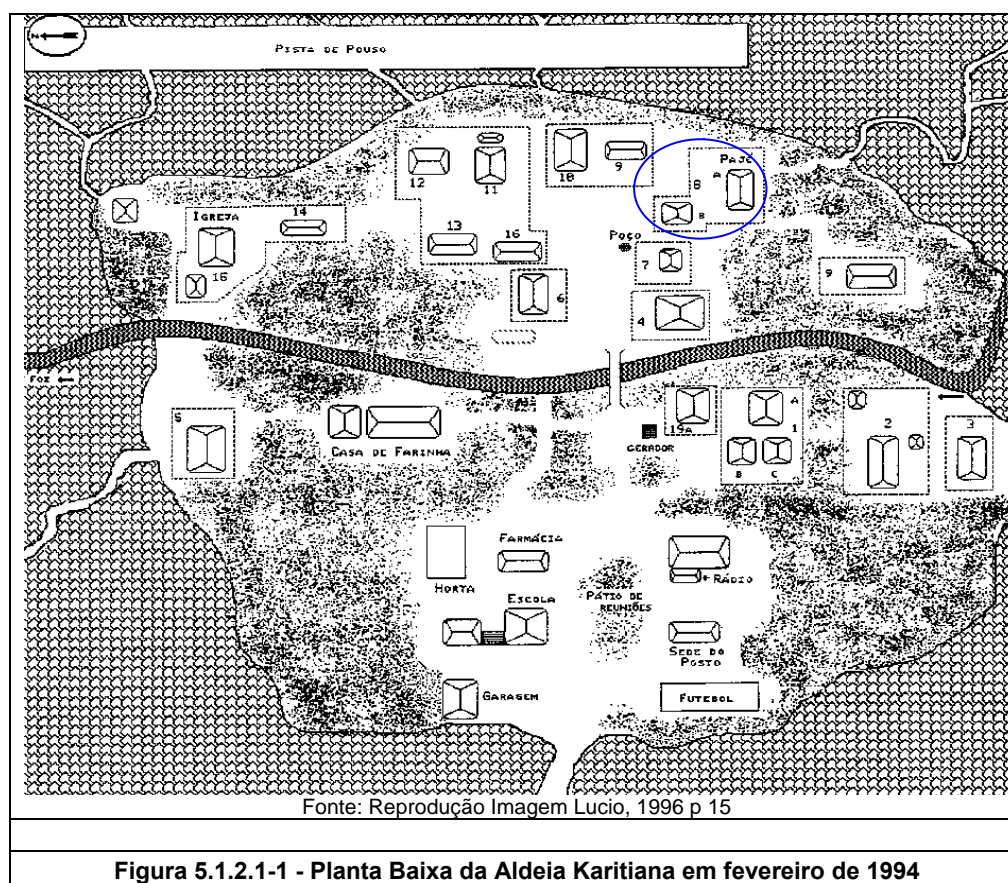 N
PISTA DE POUSO
12
11
10
9
PAJÉ
A
8
B
IGREJA
14
15
13
16
POÇO
7
6
4
9
FOZ
5
CASA DE FARINHA
19A
GERADOR
A
1
B
C
2
3
FARMÁCIA
HORTA
ESCOLA
PÁTIO DE
REUNIÕES
RÁDIO
SEDE DO
POSTO
GARAGEM
FUTEBOL
Fonte: Reprodução Imagem Lucio, 1996 p 15
Figura 5.1.2.1-1 - Planta Baixa da Aldeia Karitiana em fevereiro de 1994